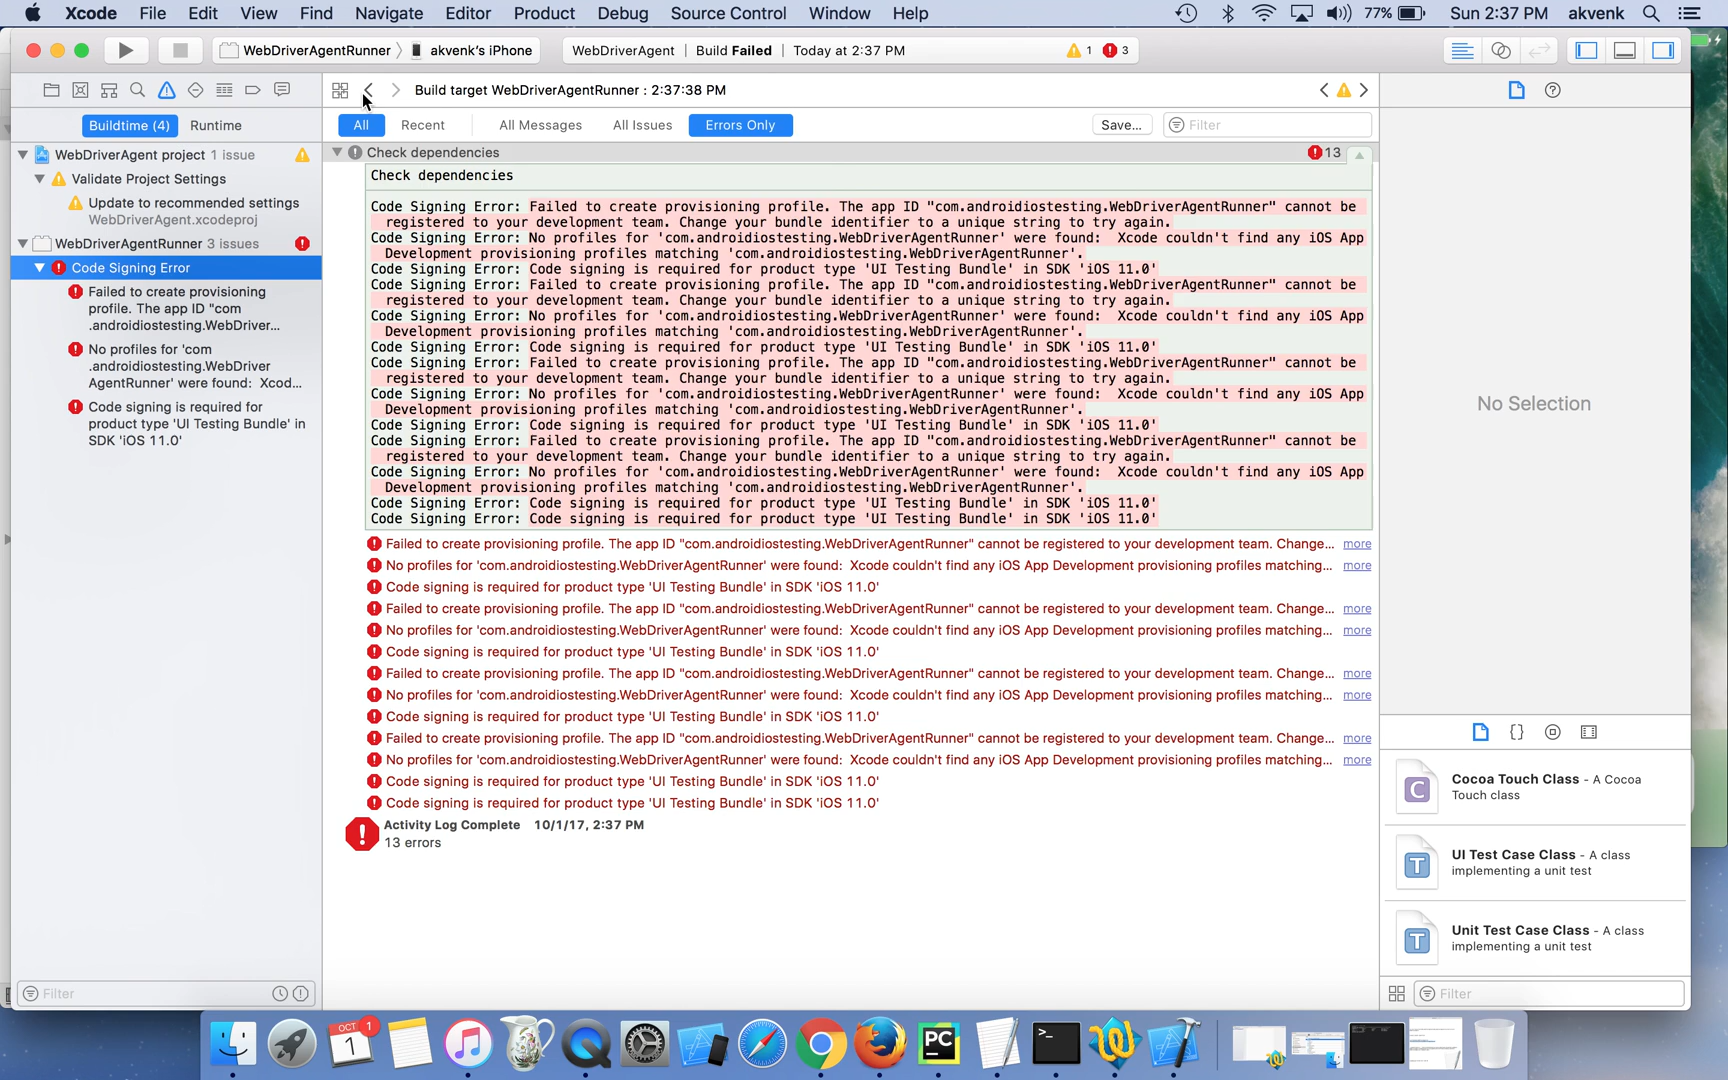 Xcode File Edit View Find Navigate Editor Product Debug Source Control Window Help 77% Sun 2:37 PM akvenk
WebDriverAgentRunner akvenk's iPhone WebDriverAgent | Build Failed | Today at 2:37 PM 1 3
Build target WebDriverAgentRunner : 2:37:38 PM
Buildtime (4) Runtime
All Recent All Messages All Issues Errors Only Save... Filter
WebDriverAgent project 1 issue
Validate Project Settings
Update to recommended settings
WebDriverAgent.xcodeproj
WebDriverAgentRunner 3 issues
Code Signing Error
Failed to create provisioning
profile. The app ID "com
.androidiostesting.WebDriver...
No profiles for 'com
.androidiostesting.WebDriver
AgentRunner' were found: Xcod...
Code signing is required for
product type 'UI Testing Bundle' in
SDK 'iOS 11.0'
Filter
Check dependencies 13
Check dependencies
Code Signing Error: Failed to create provisioning profile. The app ID "com.androidiostesting.WebDriverAgentRunner" cannot be
registered to your development team. Change your bundle identifier to a unique string to try again.
Code Signing Error: No profiles for 'com.androidiostesting.WebDriverAgentRunner' were found: Xcode couldn't find any iOS App
Development provisioning profiles matching 'com.androidiostesting.WebDriverAgentRunner'.
Code Signing Error: Code signing is required for product type 'UI Testing Bundle' in SDK 'iOS 11.0'
Code Signing Error: Failed to create provisioning profile. The app ID "com.androidiostesting.WebDriverAgentRunner" cannot be
registered to your development team. Change your bundle identifier to a unique string to try again.
Code Signing Error: No profiles for 'com.androidiostesting.WebDriverAgentRunner' were found: Xcode couldn't find any iOS App
Development provisioning profiles matching 'com.androidiostesting.WebDriverAgentRunner'.
Code Signing Error: Code signing is required for product type 'UI Testing Bundle' in SDK 'iOS 11.0'
Code Signing Error: Failed to create provisioning profile. The app ID "com.androidiostesting.WebDriverAgentRunner" cannot be
registered to your development team. Change your bundle identifier to a unique string to try again.
Code Signing Error: No profiles for 'com.androidiostesting.WebDriverAgentRunner' were found: Xcode couldn't find any iOS App
Development provisioning profiles matching 'com.androidiostesting.WebDriverAgentRunner'.
Code Signing Error: Code signing is required for product type 'UI Testing Bundle' in SDK 'iOS 11.0'
Code Signing Error: Failed to create provisioning profile. The app ID "com.androidiostesting.WebDriverAgentRunner" cannot be
registered to your development team. Change your bundle identifier to a unique string to try again.
Code Signing Error: No profiles for 'com.androidiostesting.WebDriverAgentRunner' were found: Xcode couldn't find any iOS App
Development provisioning profiles matching 'com.androidiostesting.WebDriverAgentRunner'.
Code Signing Error: Code signing is required for product type 'UI Testing Bundle' in SDK 'iOS 11.0'
Code Signing Error: Code signing is required for product type 'UI Testing Bundle' in SDK 'iOS 11.0'
Failed to create provisioning profile. The app ID "com.androidiostesting.WebDriverAgentRunner" cannot be registered to your development team. Change... more
No profiles for 'com.androidiostesting.WebDriverAgentRunner' were found: Xcode couldn't find any iOS App Development provisioning profiles matching... more
Code signing is required for product type 'UI Testing Bundle' in SDK 'iOS 11.0'
Failed to create provisioning profile. The app ID "com.androidiostesting.WebDriverAgentRunner" cannot be registered to your development team. Change... more
No profiles for 'com.androidiostesting.WebDriverAgentRunner' were found: Xcode couldn't find any iOS App Development provisioning profiles matching... more
Code signing is required for product type 'UI Testing Bundle' in SDK 'iOS 11.0'
Failed to create provisioning profile. The app ID "com.androidiostesting.WebDriverAgentRunner" cannot be registered to your development team. Change... more
No profiles for 'com.androidiostesting.WebDriverAgentRunner' were found: Xcode couldn't find any iOS App Development provisioning profiles matching... more
Code signing is required for product type 'UI Testing Bundle' in SDK 'iOS 11.0'
Failed to create provisioning profile. The app ID "com.androidiostesting.WebDriverAgentRunner" cannot be registered to your development team. Change... more
No profiles for 'com.androidiostesting.WebDriverAgentRunner' were found: Xcode couldn't find any iOS App Development provisioning profiles matching... more
Code signing is required for product type 'UI Testing Bundle' in SDK 'iOS 11.0'
Code signing is required for product type 'UI Testing Bundle' in SDK 'iOS 11.0'
Activity Log Complete 10/1/17, 2:37 PM
13 errors
No Selection
C
Cocoa Touch Class - A Cocoa
Touch class
T
UI Test Case Class - A class
implementing a unit test
T
Unit Test Case Class - A class
implementing a unit test
Filter
OCT 1
1
PC